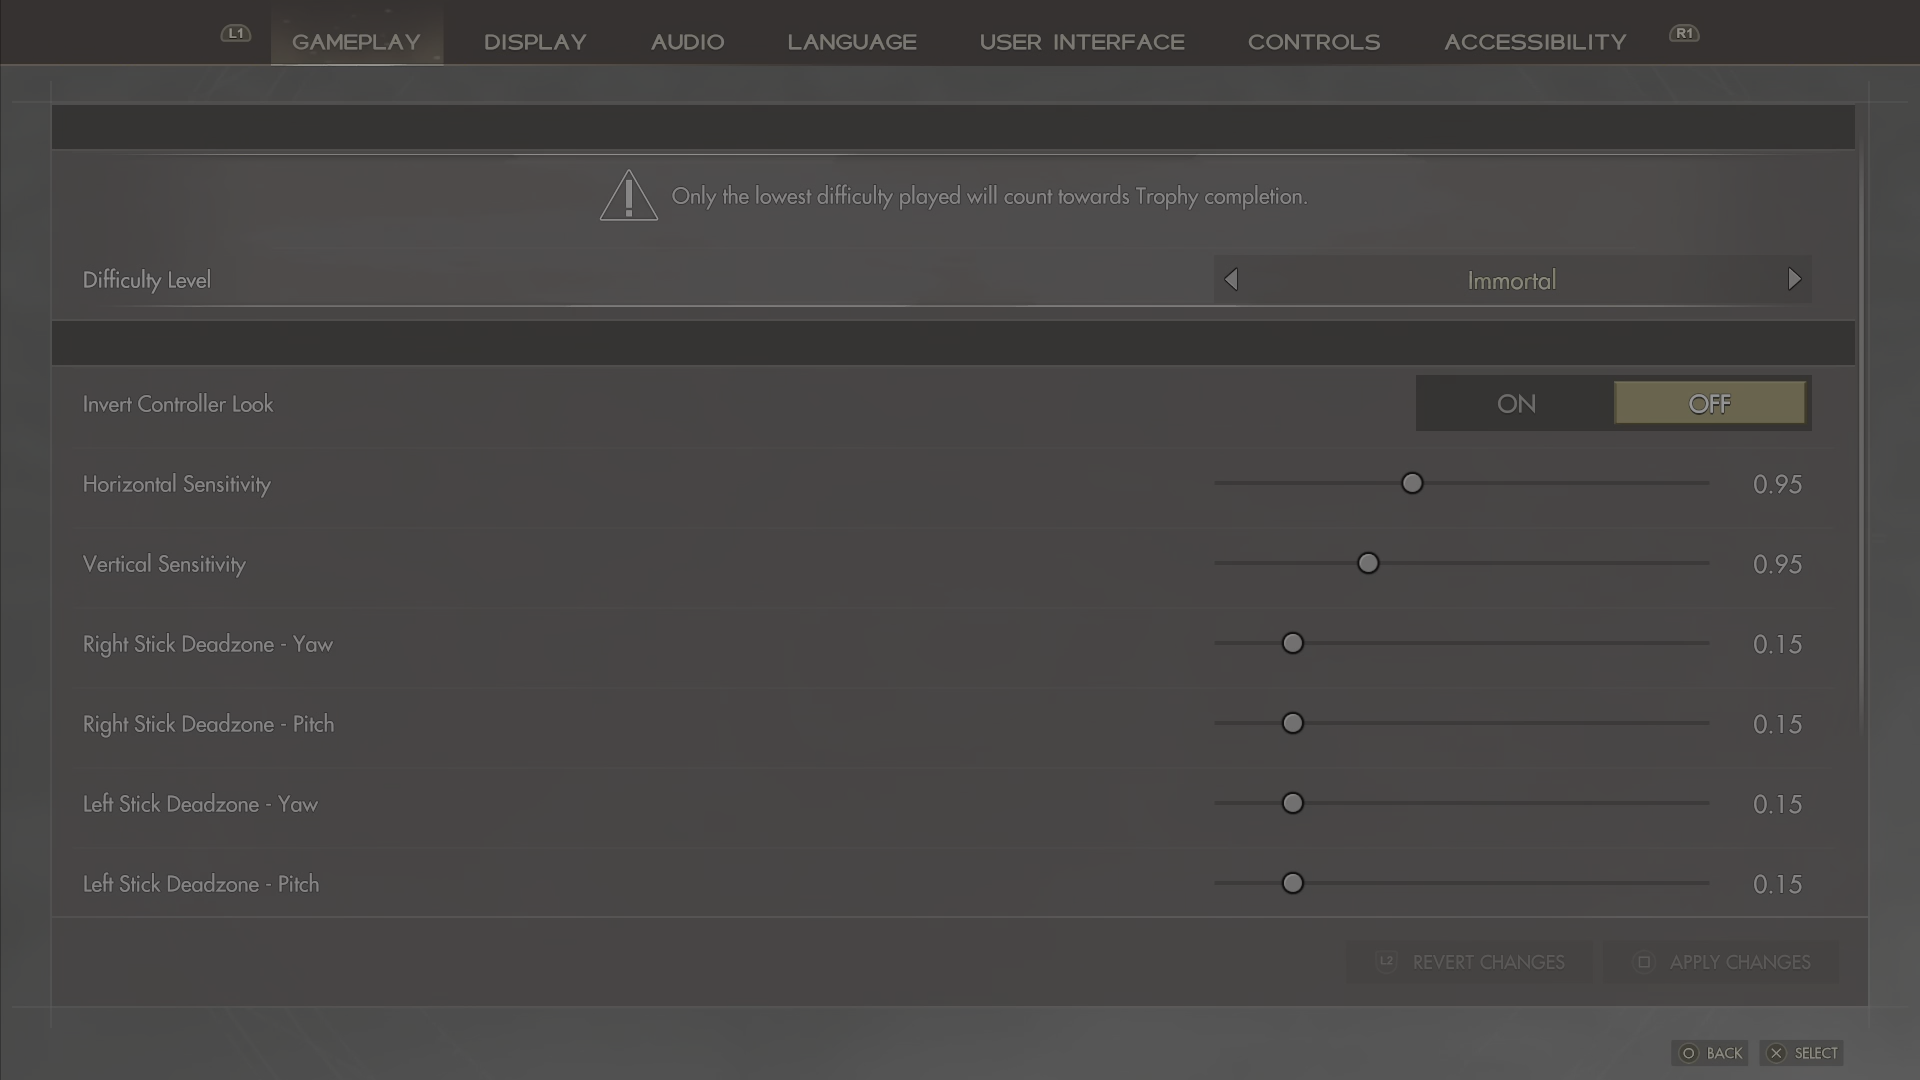 L1 GAMEPLAY DISPLAY AUDIO LANGUAGE USER INTERFACE CONTROLS ACCESSIBILITY R1
Only the lowest difficulty played will count towards Trophy completion.
Difficulty Level Immortal
Invert Controller Look ON OFF
Horizontal Sensitivity 0.95
Vertical Sensitivity 0.95
Right Stick Deadzone - Yaw 0.15
Right Stick Deadzone - Pitch 0.15
Left Stick Deadzone - Yaw 0.15
Left Stick Deadzone - Pitch 0.15
L2 REVERT CHANGES APPLY CHANGES
BACK SELECT